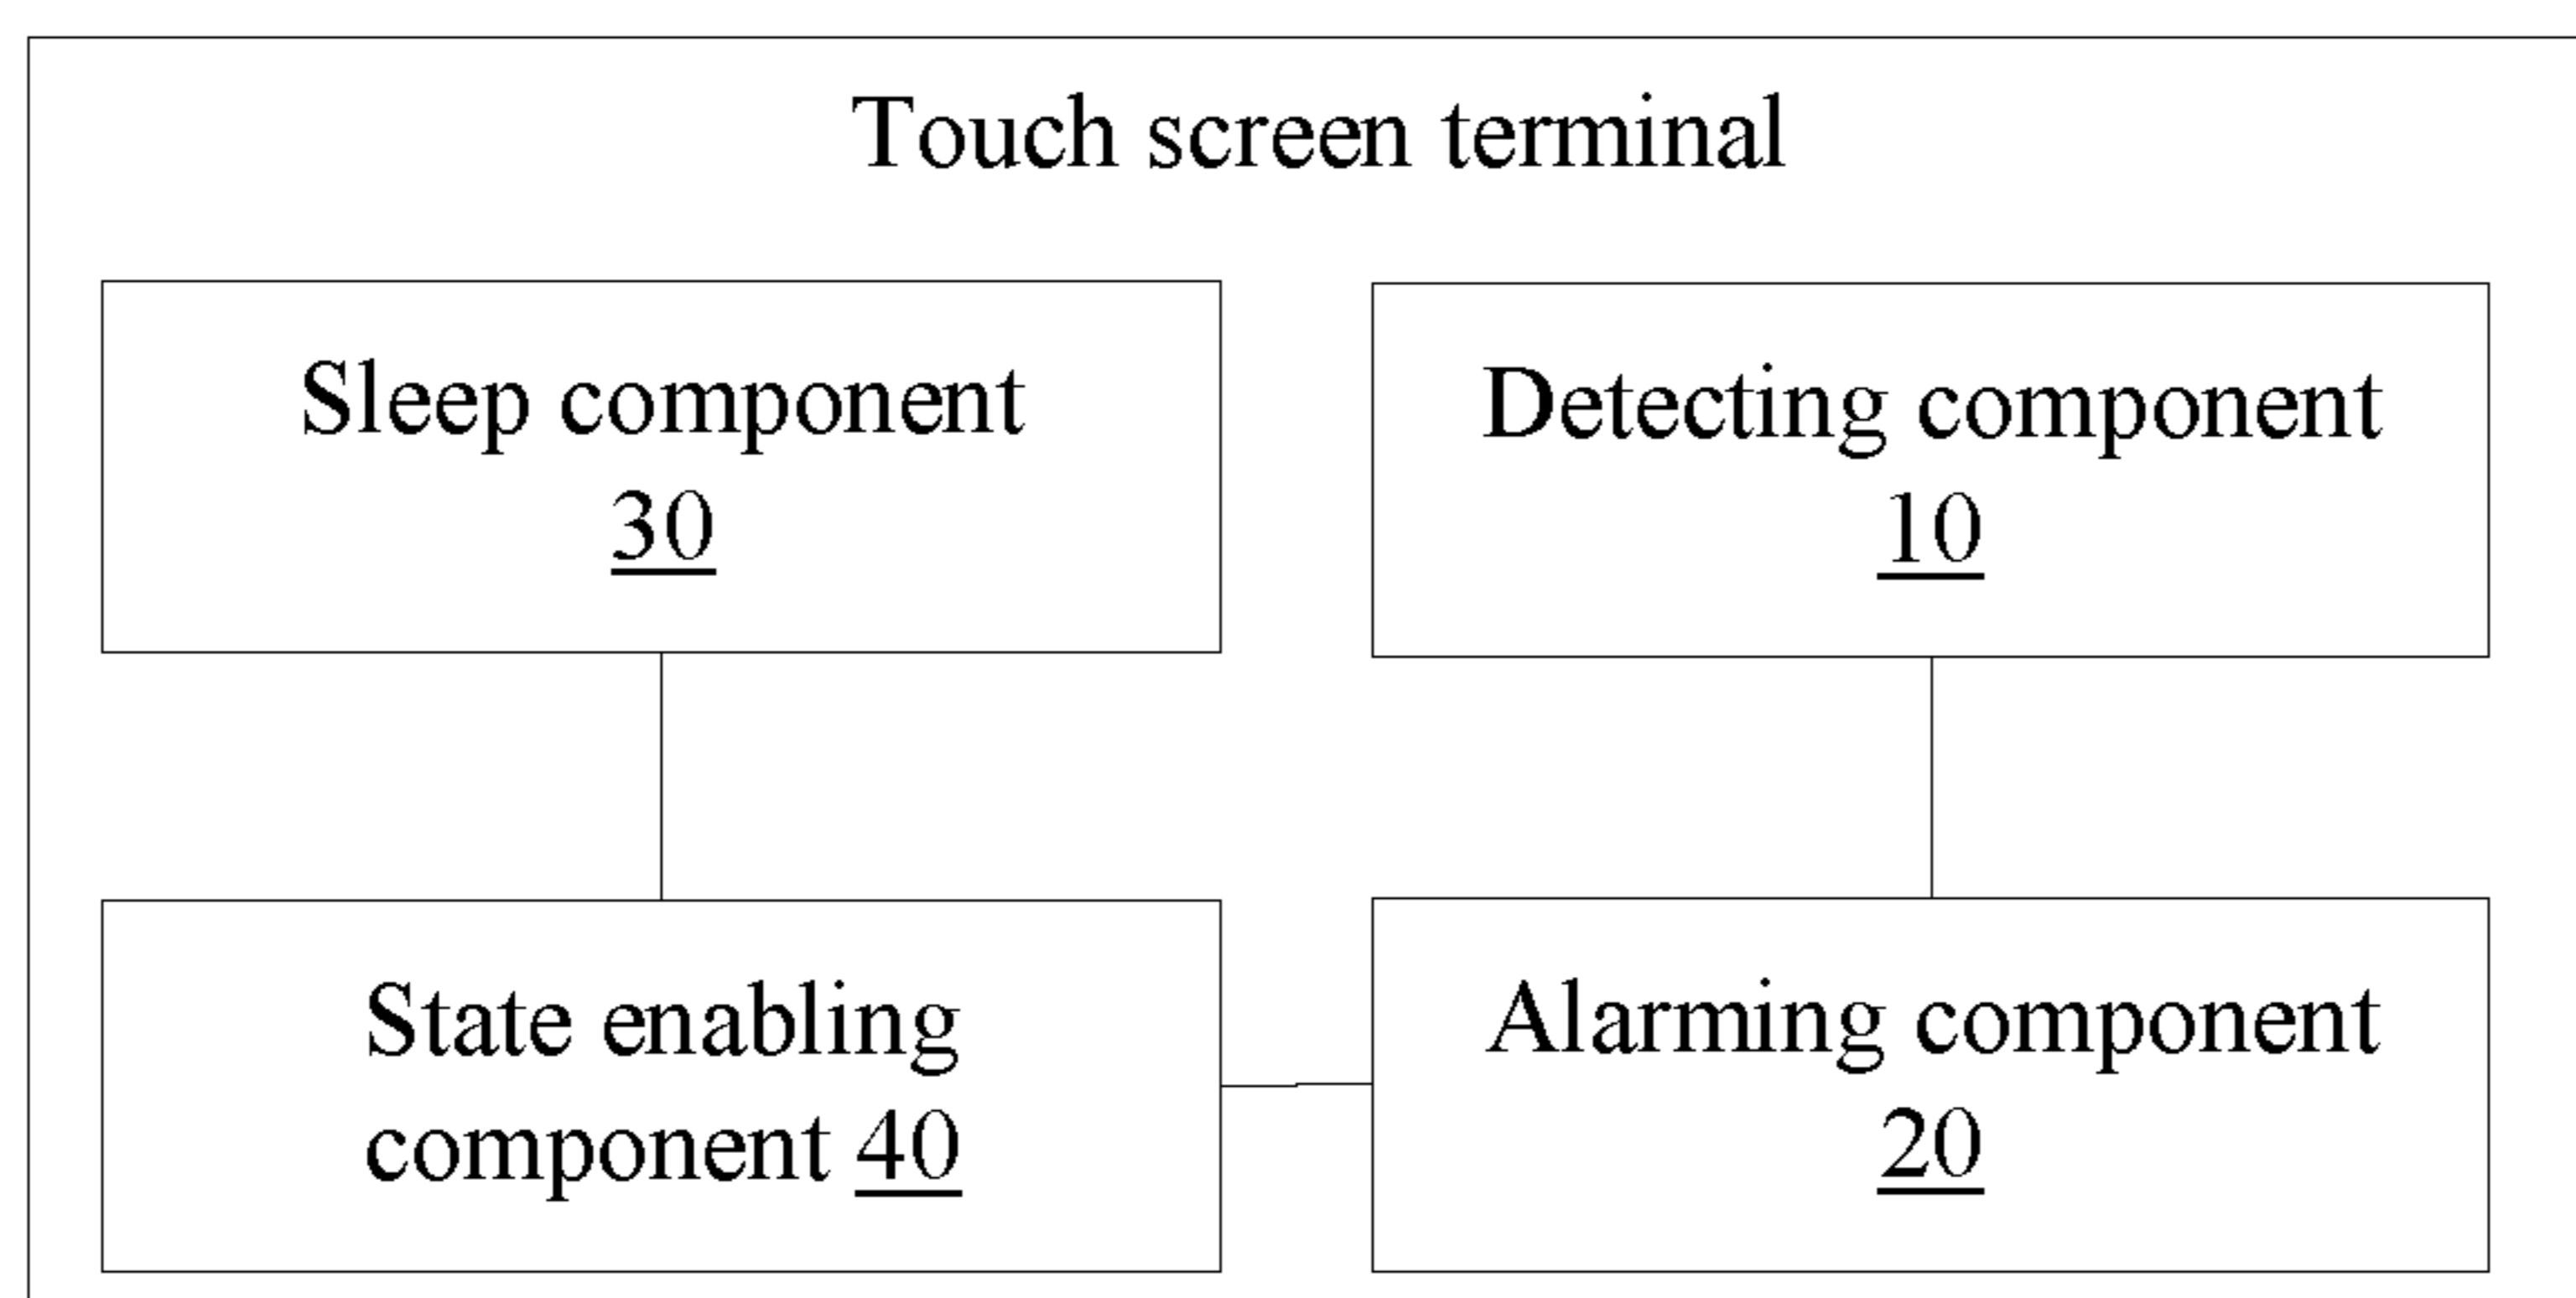 Touch screen terminal
Sleep component
30
Detecting component
10
State enabling
component 40
Alarming component
20